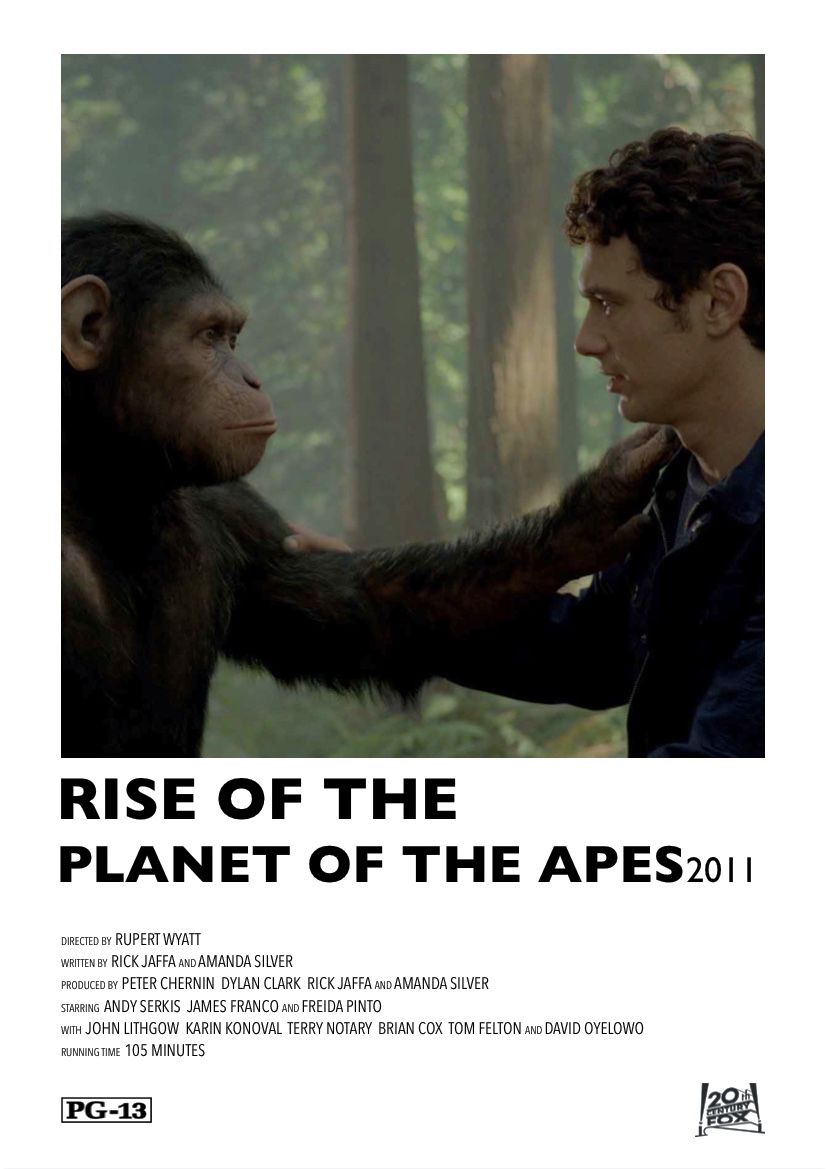 RISE OF THE
PLANET OF THE APES 2011
DIRECTED BY RUPERT WYATT
WRITTEN BY RICK JAFFA AND AMANDA SILVER
PRODUCED BY PETER CHERNIN DYLAN CLARK RICK JAFFA AND AMANDA SILVER
STARRING ANDY SERKIS JAMES FRANCO AND FREIDA PINTO
WITH JOHN LITHGOW KARIN KONOVAL TERRY NOTARY BRIAN COX TOM FELTON AND DAVID OYELOWO
RUNNING TIME 105 MINUTES
PG-13
20th
CENTURY
FOX